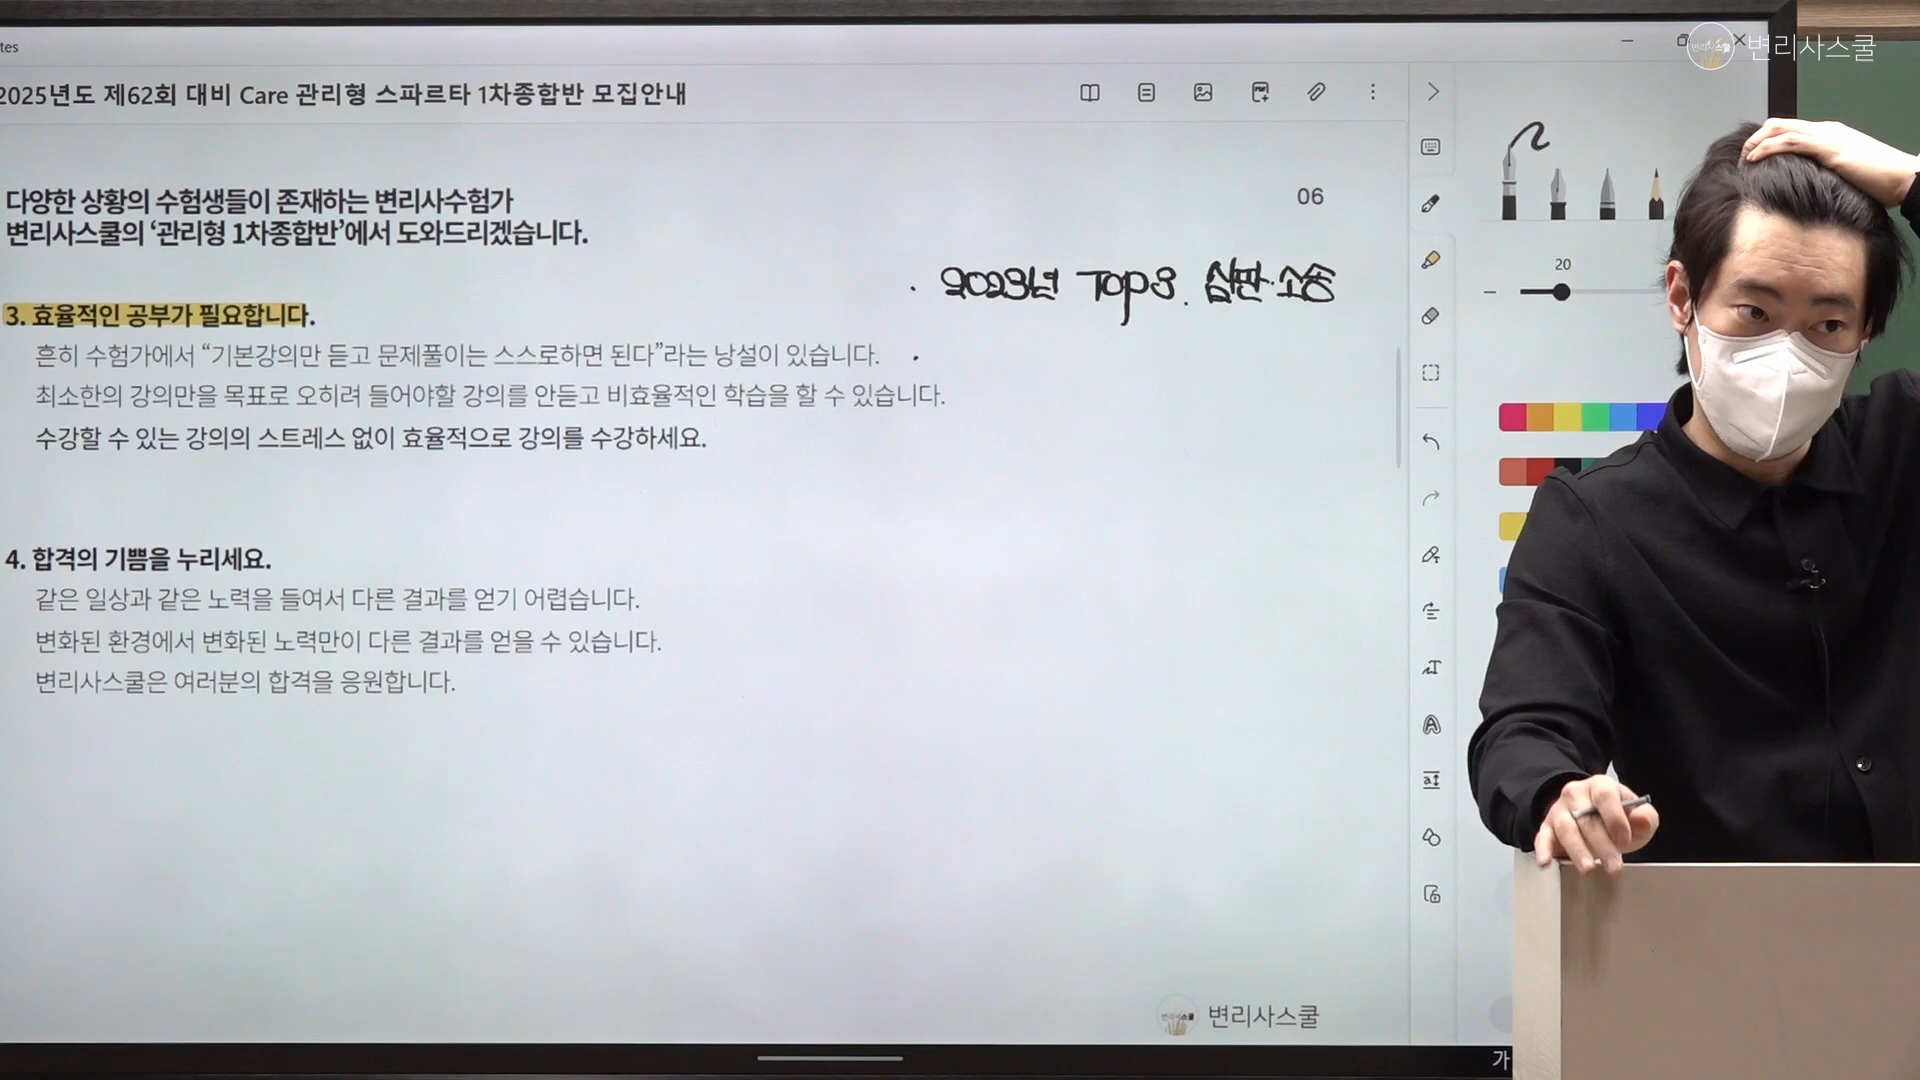 tes
변리사스쿨
2025년도 제62회 대비 Care 관리형 스파르타 1차종합반 모집안내
다양한 상황의 수험생들이 존재하는 변리사수험가
변리사스쿨의 ‘관리형 1차종합반’에서 도와드리겠습니다.
06
20
2023년 Top3. 심판·소송
3. 효율적인 공부가 필요합니다.
흔히 수험가에서 “기본강의만 듣고 문제풀이는 스스로하면 된다”라는 낭설이 있습니다.
최소한의 강의만을 목표로 오히려 들어야할 강의를 안듣고 비효율적인 학습을 할 수 있습니다.
수강할 수 있는 강의의 스트레스 없이 효율적으로 강의를 수강하세요.
4. 합격의 기쁨을 누리세요.
같은 일상과 같은 노력을 들여서 다른 결과를 얻기 어렵습니다.
변화된 환경에서 변화된 노력만이 다른 결과를 얻을 수 있습니다.
변리사스쿨은 여러분의 합격을 응원합니다.
변리사스쿨
가